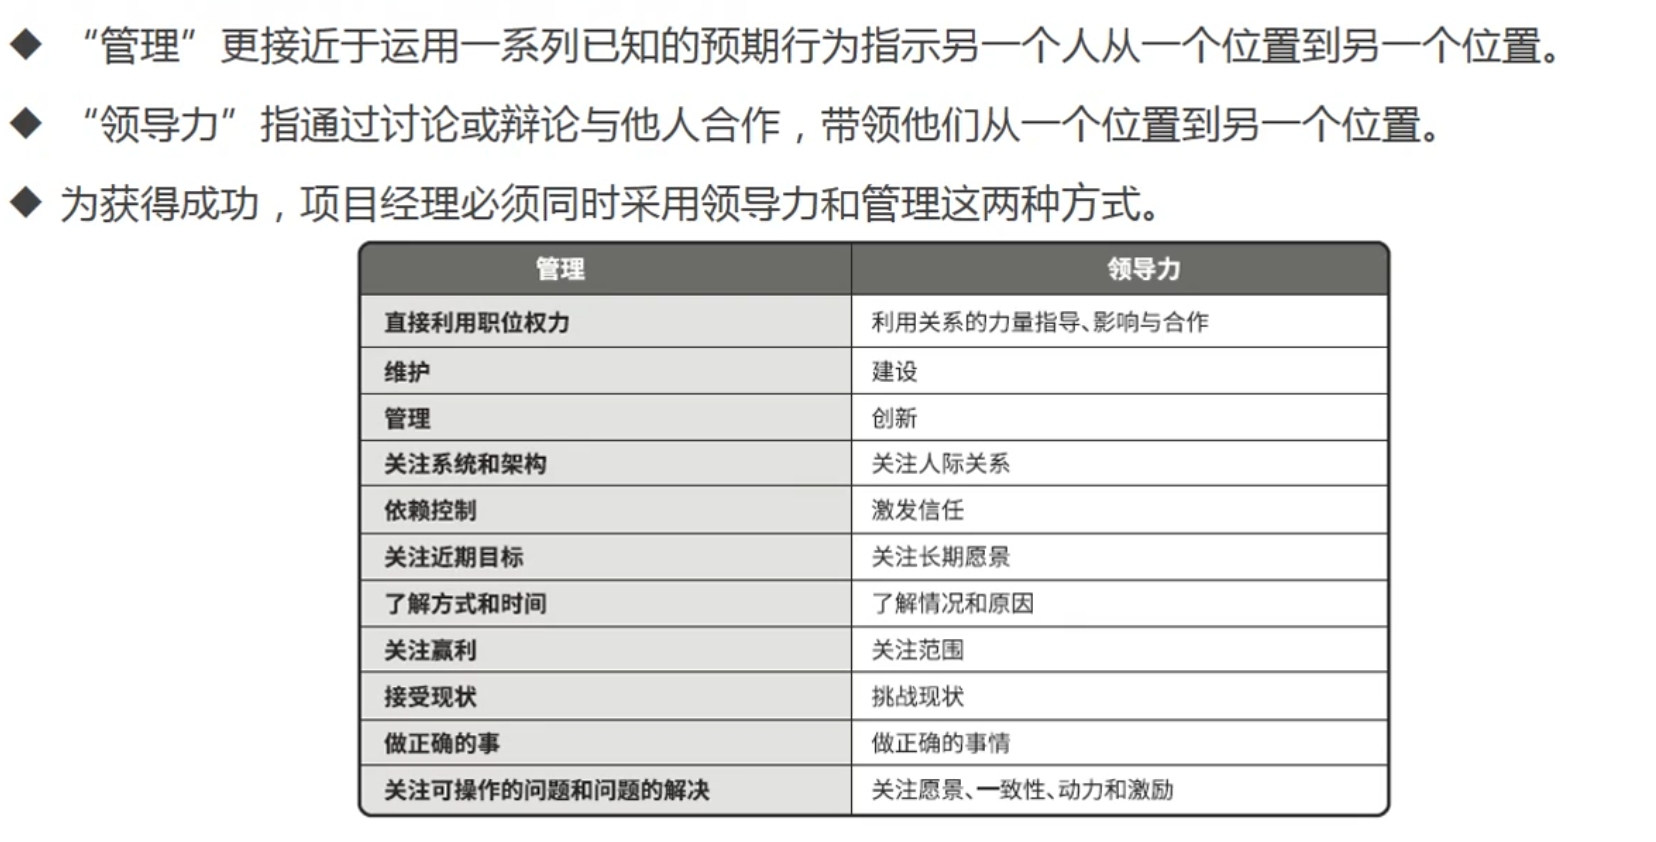 ◆ “管理”更接近于运用一系列已知的预期行为指示另一个人从一个位置到另一个位置。
◆ “领导力”指通过讨论或辩论与他人合作，带领他们从一个位置到另一个位置。
◆ 为获得成功，项目经理必须同时采用领导力和管理这两种方式。
管理 领导力
直接利用职位权力 利用关系的力量指导、影响与合作
维护 建设
管理 创新
关注系统和架构 关注人际关系
依赖控制 激发信任
关注近期目标 关注长期愿景
了解方式和时间 了解情况和原因
关注赢利 关注范围
接受现状 挑战现状
做正确的事 做正确的事情
关注可操作的问题和问题的解决 关注愿景、一致性、动力和激励